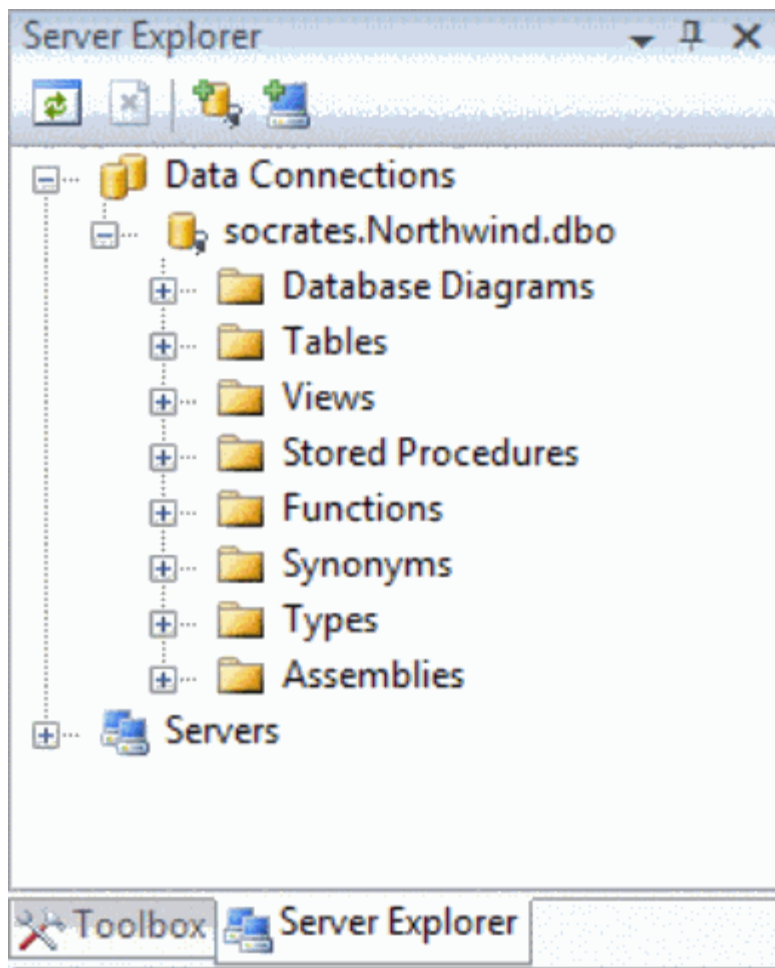 Server Explorer
Data Connections
socrates.Northwind.dbo
Database Diagrams
Tables
Views
Stored Procedures
Functions
Synonyms
Types
Assemblies
Servers
Toolbox Server Explorer